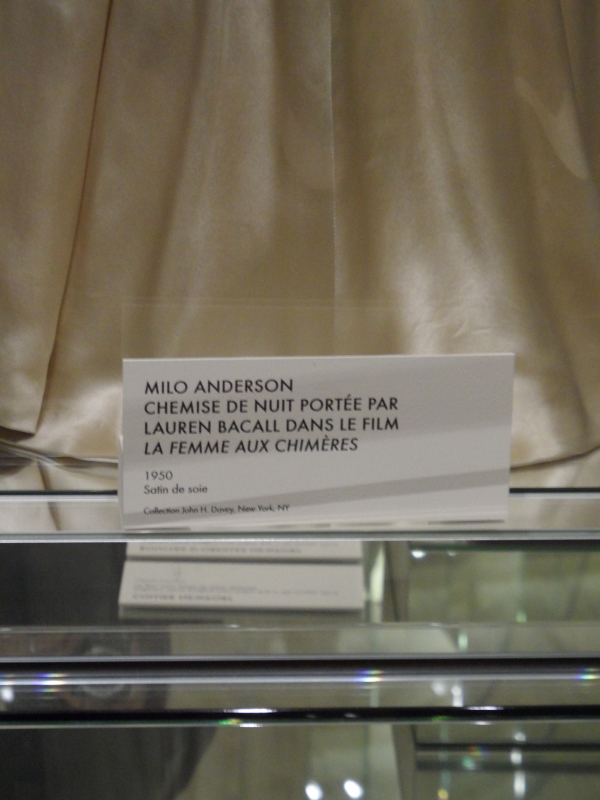 MILO ANDERSON
CHEMISE DE NUIT PORTÉE PAR
LAUREN BACALL DANS LE FILM
LA FEMME AUX CHIMÈRES
1950
Satin de soie
Collection John H. Davey, New York, NY